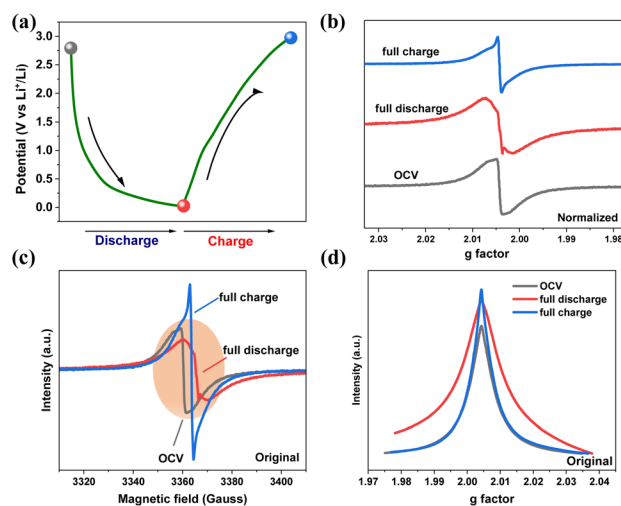 (a)
Potential (V vs Li⁺/Li)
3.0
2.5
2.0
1.5
1.0
0.5
0.0
Discharge
Charge
(b)
full charge
full discharge
OCV
Normalized
2.03
2.02
2.01
2.00
1.99
1.98
g factor
(c)
Intensity (a.u.)
full charge
full discharge
OCV
Original
3320
3340
3360
3380
3400
Magnetic field (Gauss)
(d)
Intensity (a.u.)
OCV
full discharge
full charge
Original
1.97
1.98
1.99
2.00
2.01
2.02
2.03
2.04
g factor